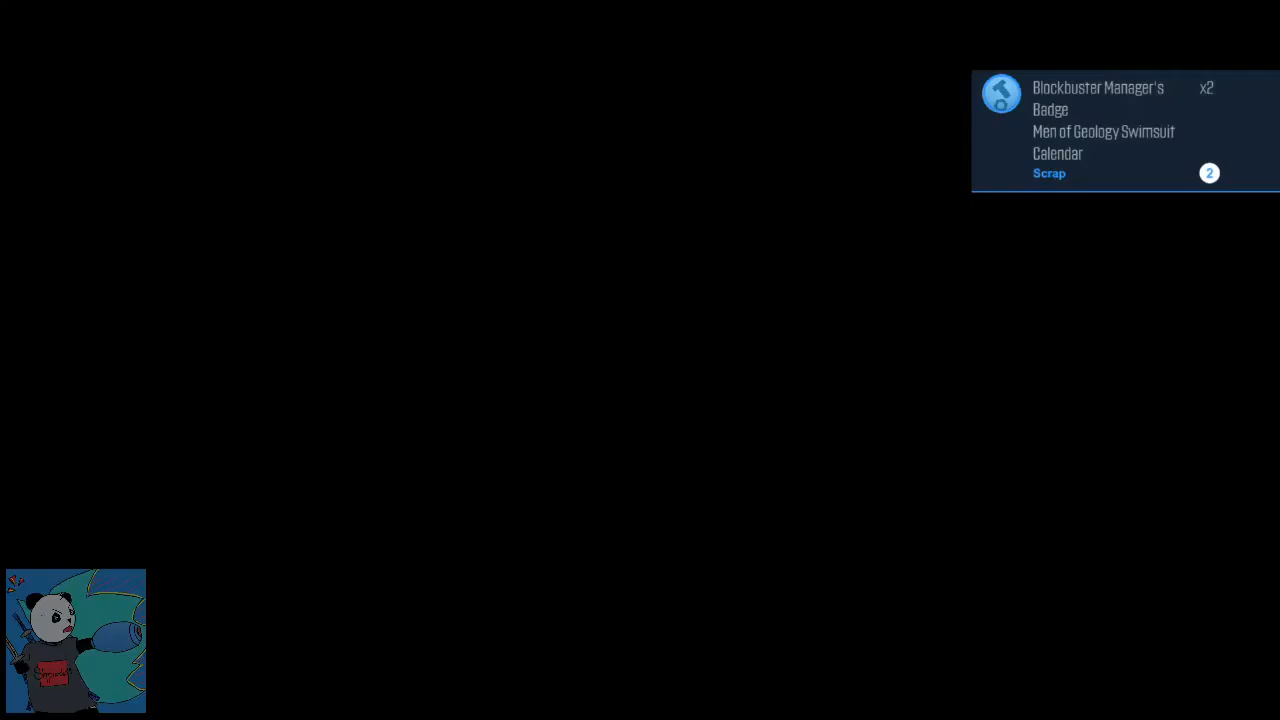 Blockbuster Manager's x2
Badge
Men of Geology Swimsuit
Calendar
Scrap 2